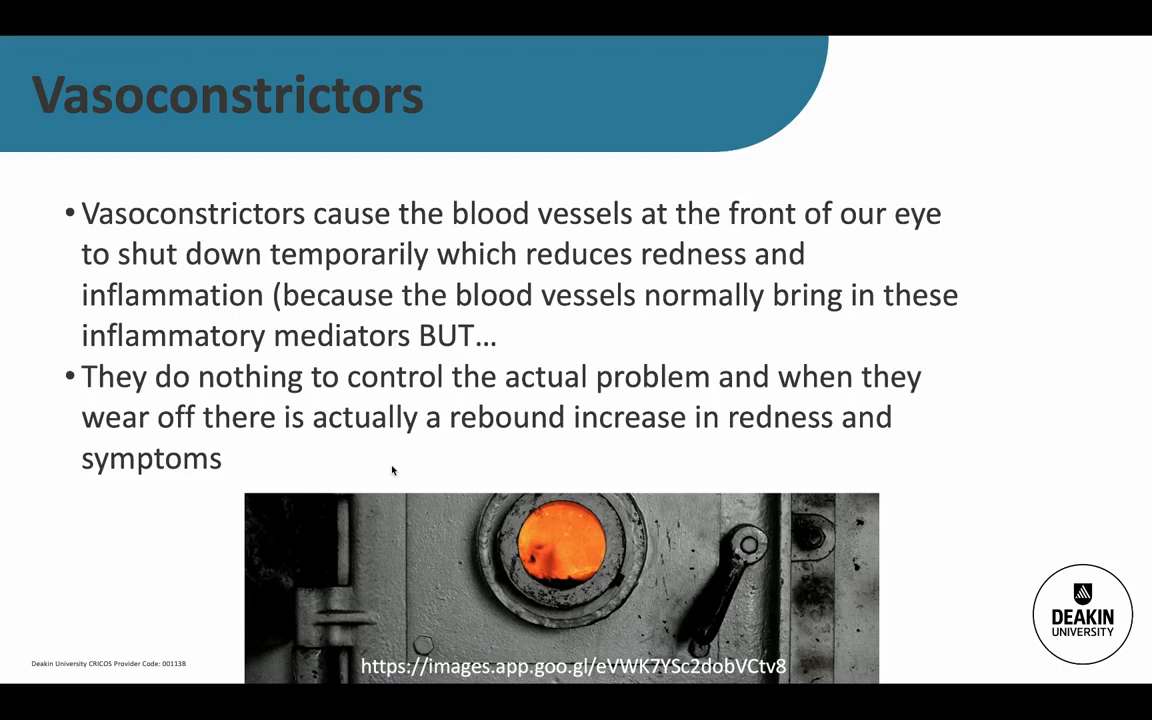 Vasoconstrictors
• Vasoconstrictors cause the blood vessels at the front of our eye
to shut down temporarily which reduces redness and
inflammation (because the blood vessels normally bring in these
inflammatory mediators BUT…
• They do nothing to control the actual problem and when they
wear off there is actually a rebound increase in redness and
symptoms
https://images.app.goo.gl/eVWK7YSc2dobVCtv8
Deakin University CRICOS Provider Code: 00113B
DEAKIN
UNIVERSITY